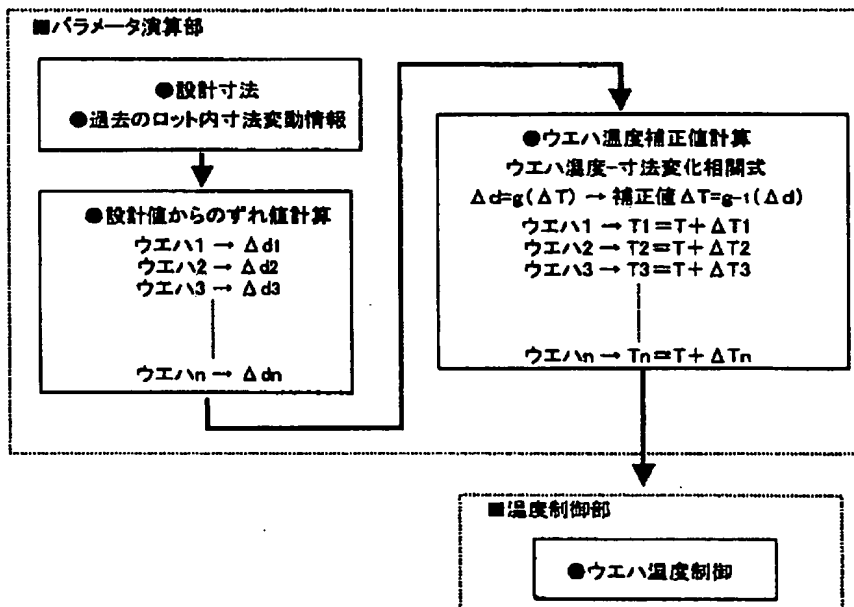 ■パラメータ演算部
●設計寸法
●過去のロット内寸法変動情報
●設計値からのずれ値計算
ウエハ1 → Δd1
ウエハ2 → Δd2
ウエハ3 → Δd3
ウエハn → Δdn
●ウエハ温度補正値計算
ウエハ温度-寸法変化相関式
Δd=g(ΔT) → 補正値ΔT=g-1(Δd)
ウエハ1 → T1=T+ΔT1
ウエハ2 → T2=T+ΔT2
ウエハ3 → T3=T+ΔT3
ウエハn → Tn=T+ΔTn
■温度制御部
●ウエハ温度制御